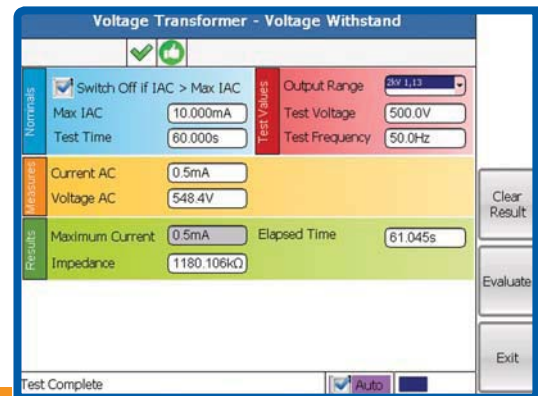 Voltage Transformer - Voltage Withstand
Nominals
Switch Off if IAC > Max IAC
Max IAC 10.000mA
Test Time 60.000s
Test Values
Output Range 2kV 1,13
Test Voltage 500.0V
Test Frequency 50.0Hz
Measures
Current AC 0.5mA
Voltage AC 548.4V
Results
Maximum Current 0.5mA Elapsed Time 61.045s
Impedance 1180.106kΩ
Clear
Result
Evaluate
Exit
Test Complete Auto